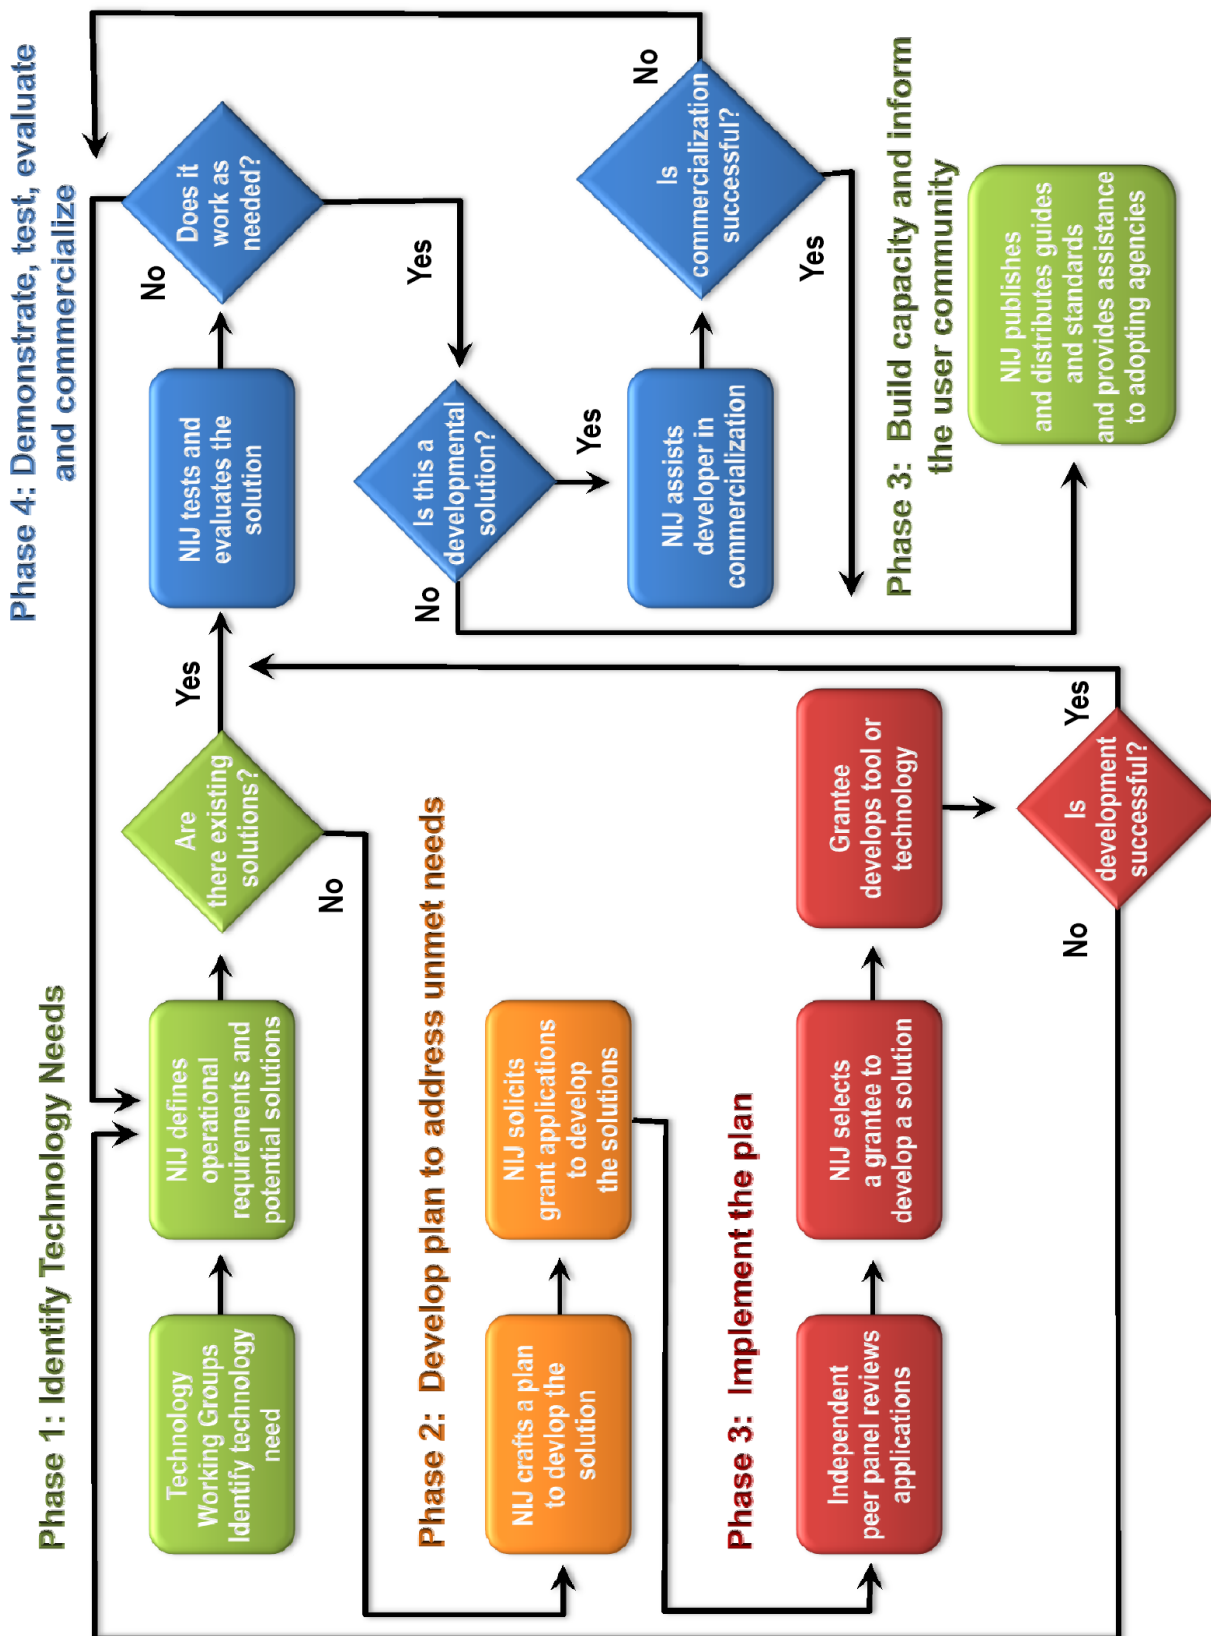 Phase 1: Identify Technology Needs
Technology
Working Groups
Identify technology
need
NIJ defines
operational
requirements and
potential solutions
Are
there existing
solutions?
Yes
No
Phase 2: Develop plan to address unmet needs
NIJ crafts a plan
to devlop the
solution
NIJ solicits
grant applications
to develop
the solutions
Phase 3: Implement the plan
Independent
peer panel reviews
applications
NIJ selects
a grantee to
develop a solution
Grantee
develops tool or
technology
Is
development
successful?
No
Yes
Phase 4: Demonstrate, test, evaluate
and commercialize
NIJ tests and
evaluates the
solution
Does it
work as
needed?
No
Yes
Is this a
developmental
solution?
No
Yes
NIJ assists
developer in
commercialization
Is
commercialization
successful?
No
Yes
Phase 3: Build capacity and inform
the user community
NIJ publishes
and distributes guides
and standards
and provides assistance
to adopting agencies